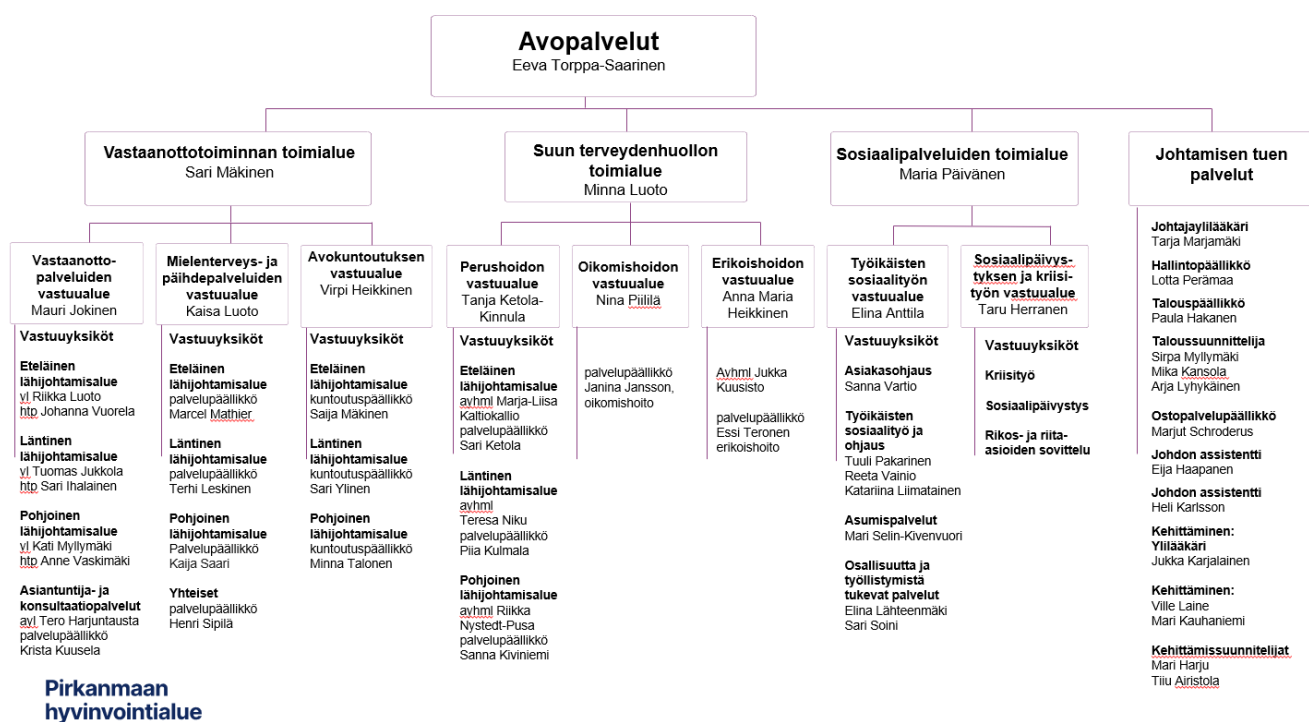 Avopalvelut
Eeva Torppa-Saarinen
Vastaanottotoiminnan toimialue
Sari Mäkinen
Suun terveydenhuollon
toimialue
Minna Luoto
Sosiaalipalveluiden toimialue
Maria Päivänen
Johtamisen tuen
palvelut
Vastaanotto-
palveluiden
vastuualue
Mauri Jokinen
Vastuuyksiköt
Eteläinen
lähijohtamisalue
yl Riikka Luoto
htp Johanna Vuorela
Läntinen
lähijohtamisalue
yl Tuomas Jukkola
htp Sari Ihalainen
Pohjoinen
lähijohtamisalue
yl Kati Myllymäki
htp Anne Vaskimäki
Asiantuntija- ja
konsultaatiopalvelut
ayl Tero Harjuntausta
palvelupäällikkö
Krista Kuusela
Mielenterveys- ja
päihdepalveluiden
vastuualue
Kaisa Luoto
Vastuuyksiköt
Eteläinen
lähijohtamisalue
palvelupäällikkö
Marcel Mathier
Läntinen
lähijohtamisalue
palvelupäällikkö
Terhi Leskinen
Pohjoinen
lähijohtamisalue
Palvelupäällikkö
Kaija Saari
Yhteiset
palvelupäällikkö
Henri Sipilä
Avokuntoutuksen
vastuualue
Virpi Heikkinen
Vastuuyksiköt
Eteläinen
lähijohtamisalue
kuntoutuspäällikkö
Saija Mäkinen
Läntinen
lähijohtamisalue
kuntoutuspäällikkö
Sari Ylinen
Pohjoinen
lähijohtamisalue
kuntoutuspäällikkö
Minna Talonen
Perushoidon
vastuualue
Tanja Ketola-
Kinnula
Vastuuyksiköt
Eteläinen
lähijohtamisalue
ayhml Marja-Liisa
Kaltiokallio
palvelupäällikkö
Sari Ketola
Läntinen
lähijohtamisalue
ayhml
Teresa Niku
palvelupäällikkö
Piia Kulmala
Pohjoinen
lähijohtamisalue
ayhml Riikka
Nystedt-Pusa
palvelupäällikkö
Sanna Kiviniemi
Oikomishoidon
vastuualue
Nina Piililä
palvelupäällikkö
Janina Jansson,
oikomishoito
Erikoishoidon
vastuualue
Anna Maria
Heikkinen
Ayhml Jukka
Kuusisto
palvelupäällikkö
Essi Teronen
erikoishoito
Työikäisten
sosiaalityön
vastuualue
Elina Anttila
Vastuuyksiköt
Asiakasohjaus
Sanna Vartio
Työikäisten
sosiaalityö ja
ohjaus
Tuuli Pakarinen
Reeta Vainio
Katariina Liimatainen
Asumispalvelut
Mari Selin-Kivenvuori
Osallisuutta ja
työllistymistä
tukevat palvelut
Elina Lähteenmäki
Sari Soini
Sosiaalipäivys-
tyksen ja kriisi-
työn vastuualue
Taru Herranen
Vastuuyksiköt
Kriisityö
Sosiaalipäivystys
Rikos- ja riita-
asioiden sovittelu
Johtajaylilääkäri
Tarja Marjamäki
Hallintopäällikkö
Lotta Perämaa
Talouspäällikkö
Paula Hakanen
Taloussuunnittelija
Sirpa Myllymäki
Mika Kansola
Arja Lyhykäinen
Ostopalvelupäällikkö
Marjut Schroderus
Johdon assistentti
Eija Haapanen
Johdon assistentti
Heli Karlsson
Kehittäminen:
Ylilääkäri
Jukka Karjalainen
Kehittäminen:
Ville Laine
Mari Kauhaniemi
Kehittämissuunnitelijat
Mari Harju
Tiiu Airistola
Pirkanmaan
hyvinvointialue